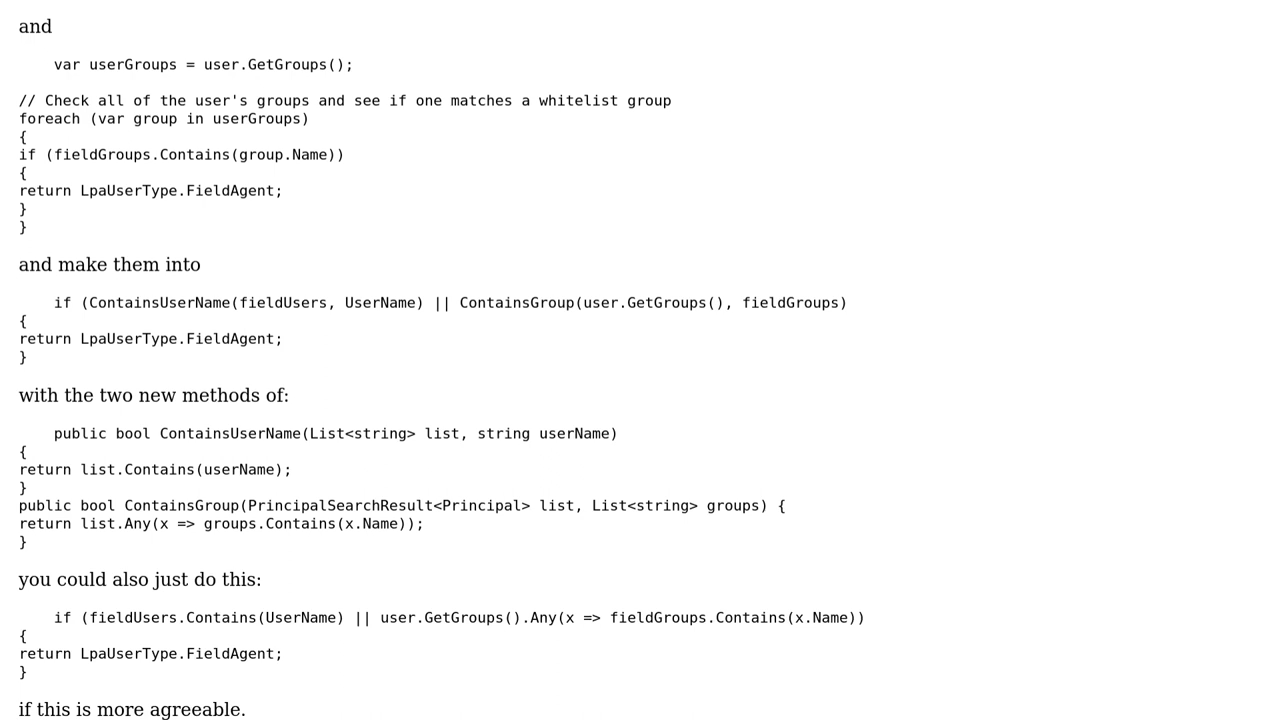 and
    var userGroups = user.GetGroups();
// Check all of the user's groups and see if one matches a whitelist group
foreach (var group in userGroups)
{
if (fieldGroups.Contains(group.Name))
{
return LpaUserType.FieldAgent;
}
}
and make them into
    if (ContainsUserName(fieldUsers, UserName) || ContainsGroup(user.GetGroups(), fieldGroups)
{
return LpaUserType.FieldAgent;
}
with the two new methods of:
    public bool ContainsUserName(List<string> list, string userName)
{
return list.Contains(userName);
}
public bool ContainsGroup(PrincipalSearchResult<Principal> list, List<string> groups) {
return list.Any(x => groups.Contains(x.Name));
}
you could also just do this:
    if (fieldUsers.Contains(UserName) || user.GetGroups().Any(x => fieldGroups.Contains(x.Name))
{
return LpaUserType.FieldAgent;
}
if this is more agreeable.